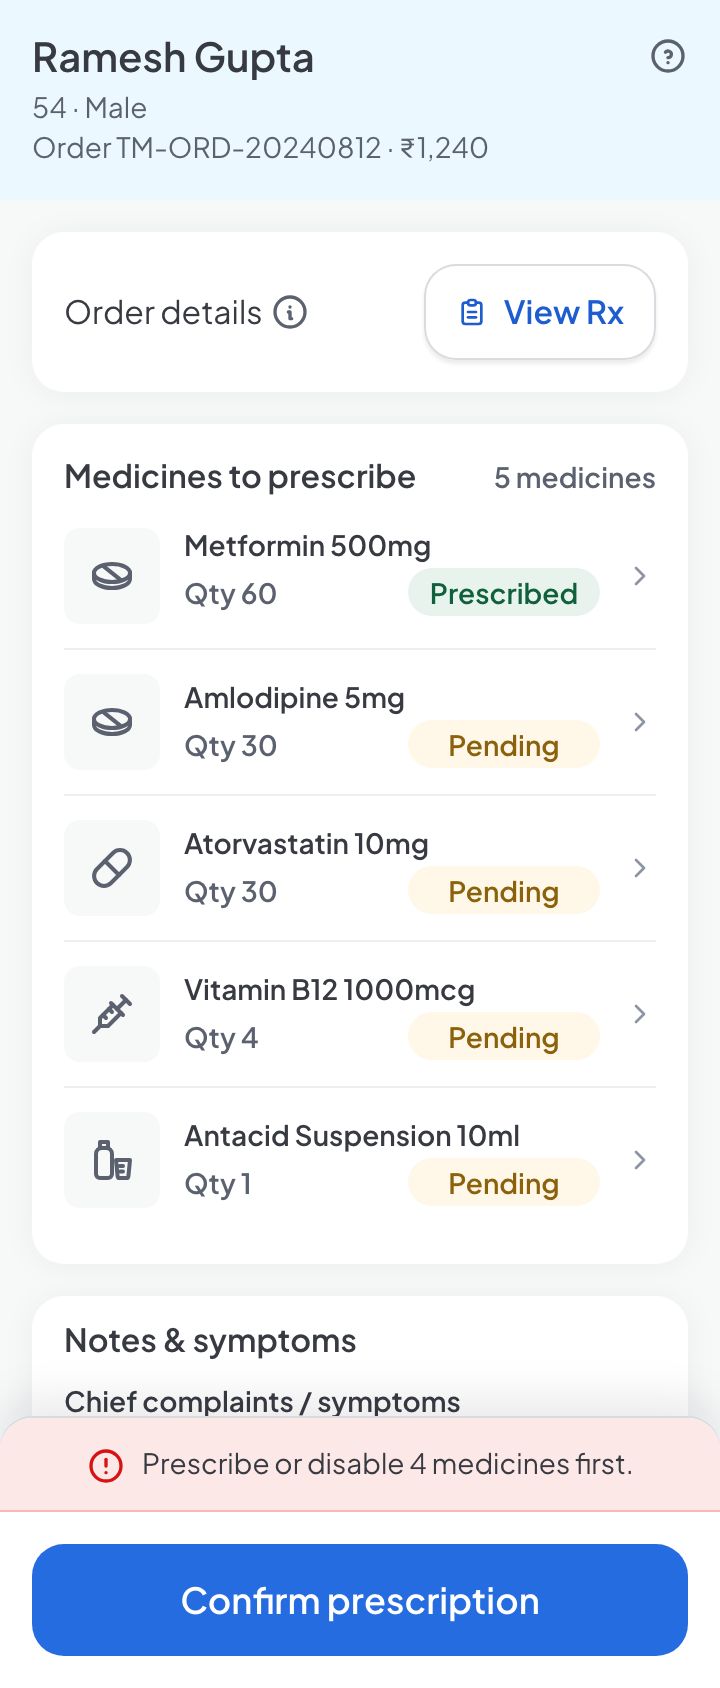 Ramesh Gupta
54 · Male
Order TM-ORD-20240812 · ₹1,240
Order details
View Rx
Medicines to prescribe
5 medicines
Metformin 500mg
Qty 60
Prescribed
Amlodipine 5mg
Qty 30
Pending
Atorvastatin 10mg
Qty 30
Pending
Vitamin B12 1000mcg
Qty 4
Pending
Antacid Suspension 10ml
Qty 1
Pending
Notes & symptoms
Chief complaints / symptoms
Prescribe or disable 4 medicines first.
Confirm prescription